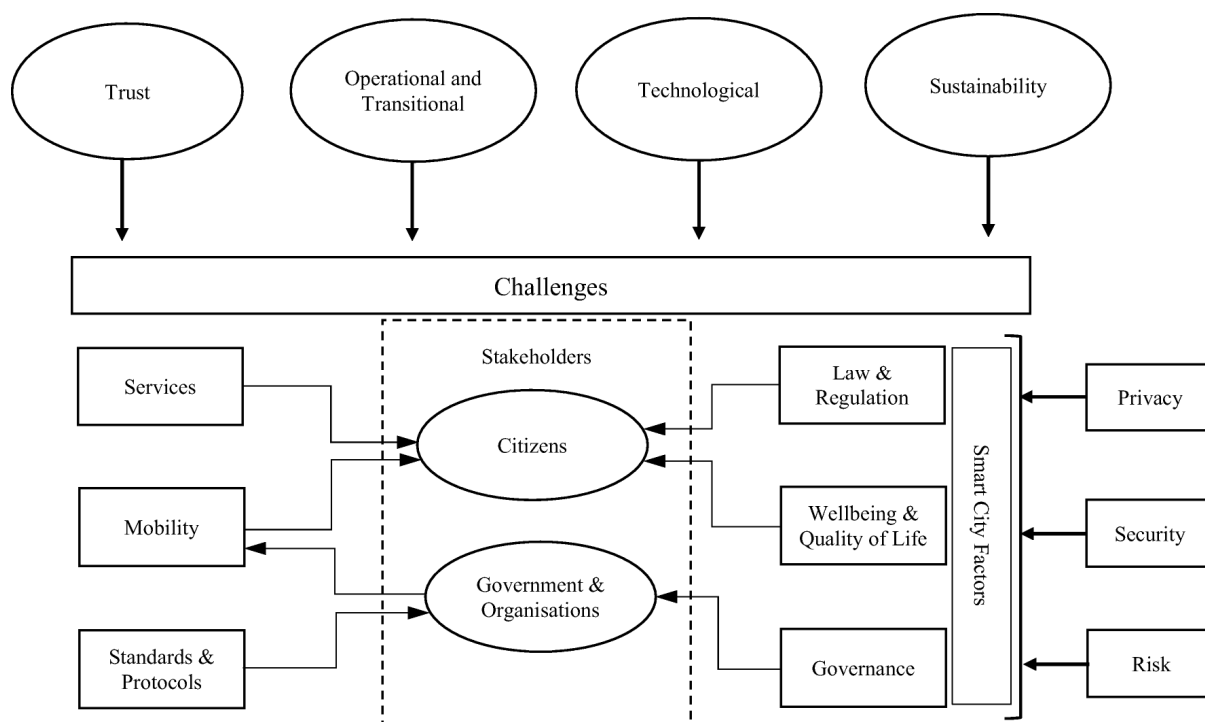 Trust
Operational and
Transitional
Technological
Sustainability
Challenges
Stakeholders
Services
Citizens
Law &
Regulation
Privacy
Mobility
Wellbeing &
Quality of Life
Security
Smart City Factors
Government &
Organisations
Standards &
Protocols
Governance
Risk